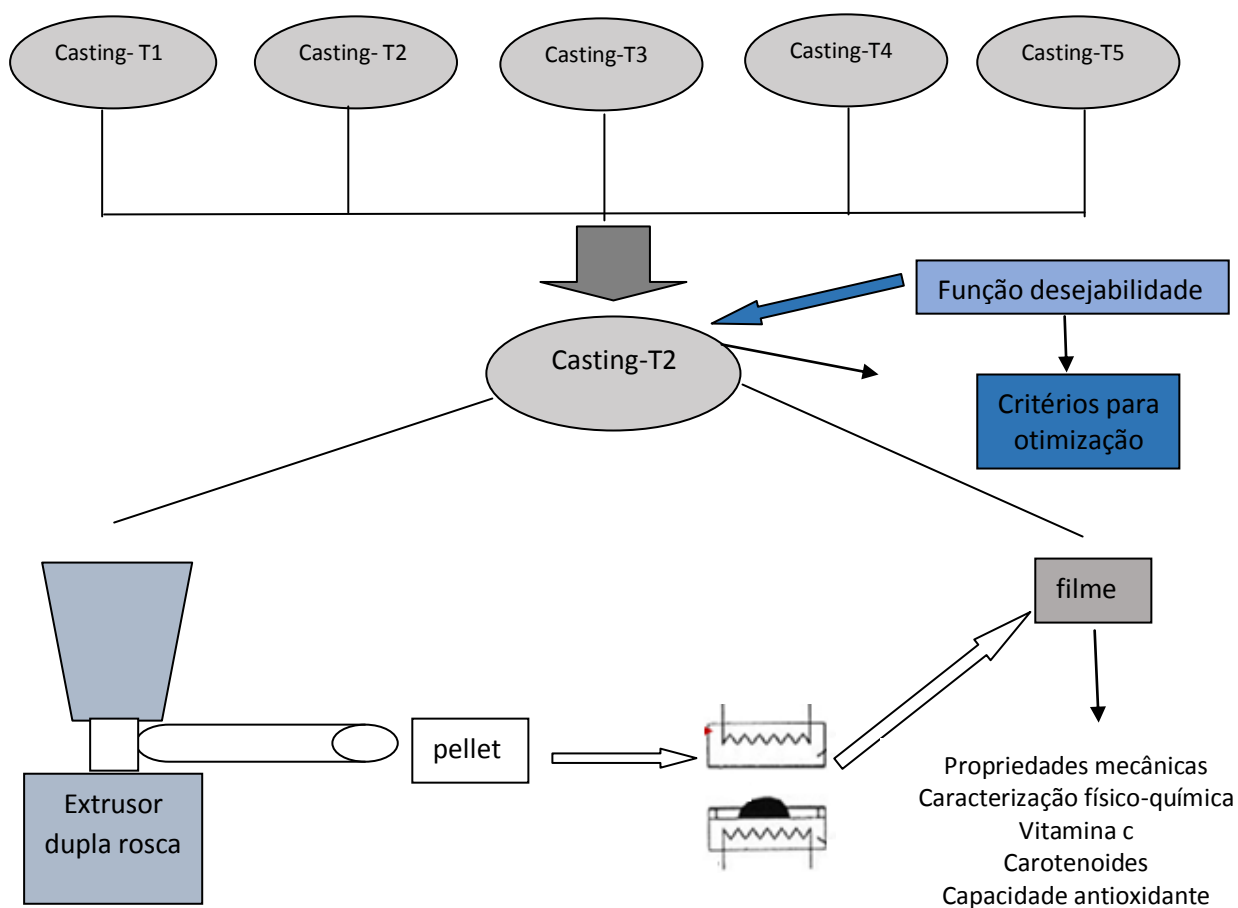 Casting- T1
Casting- T2
Casting-T3
Casting-T4
Casting-T5
Função desejabilidade
Casting-T2
Critérios para
otimização
filme
pellet
Extrusor
dupla rosca
Propriedades mecânicas
Caracterização físico-química
Vitamina c
Carotenoides
Capacidade antioxidante